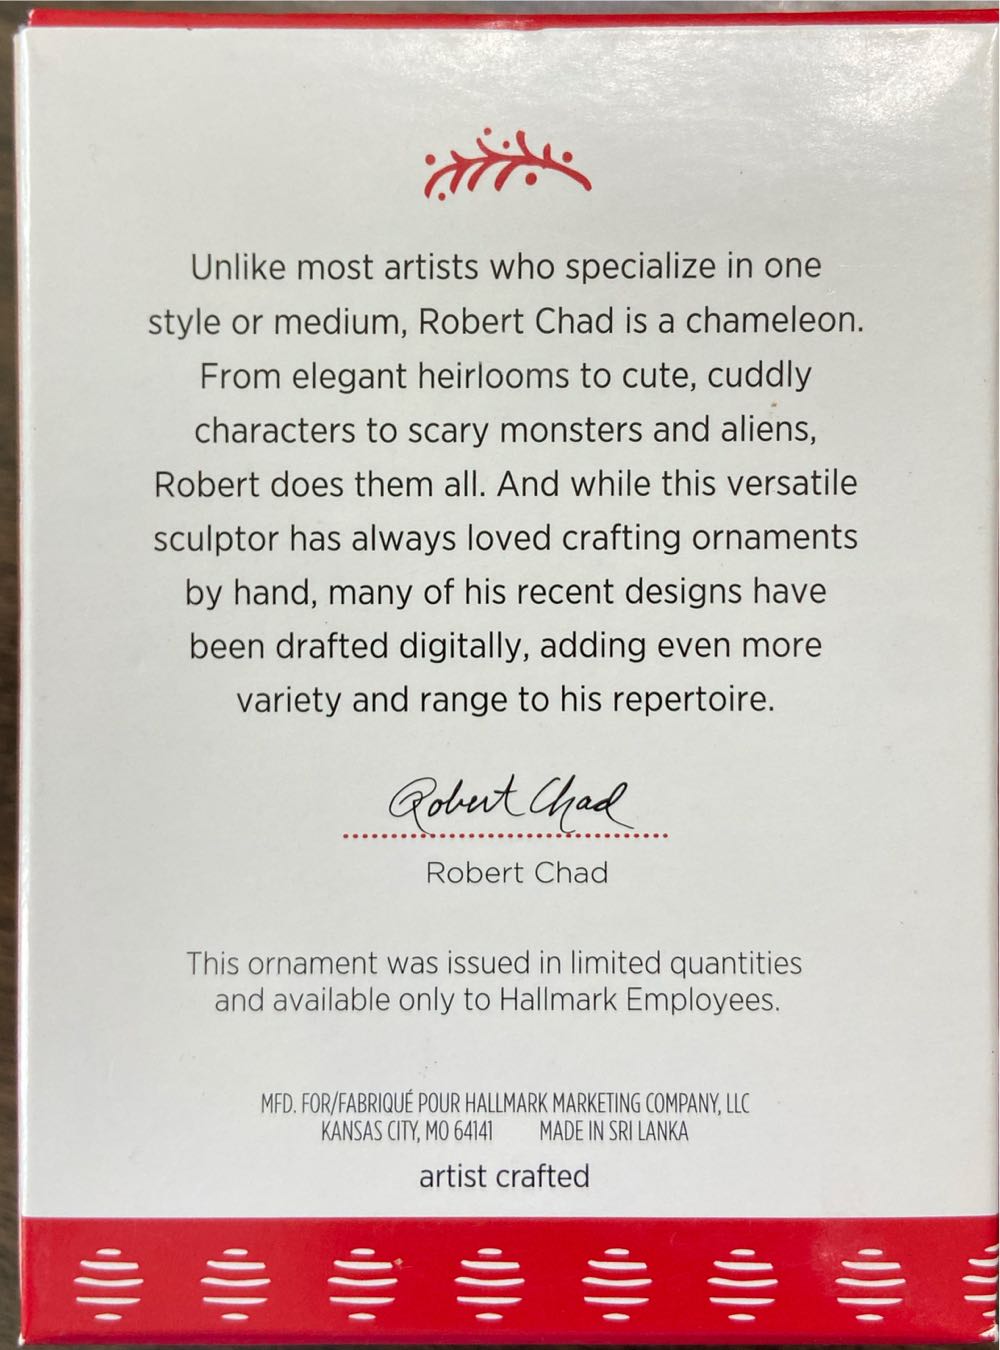 Unlike most artists who specialize in one
style or medium, Robert Chad is a chameleon.
From elegant heirlooms to cute, cuddly
characters to scary monsters and aliens,
Robert does them all. And while this versatile
sculptor has always loved crafting ornaments
by hand, many of his recent designs have
been drafted digitally, adding even more
variety and range to his repertoire.
Robert Chad
Robert Chad
This ornament was issued in limited quantities
and available only to Hallmark Employees.
MFD. FOR/FABRIQUÉ POUR HALLMARK MARKETING COMPANY, LLC
KANSAS CITY, MO 64141 MADE IN SRI LANKA
artist crafted